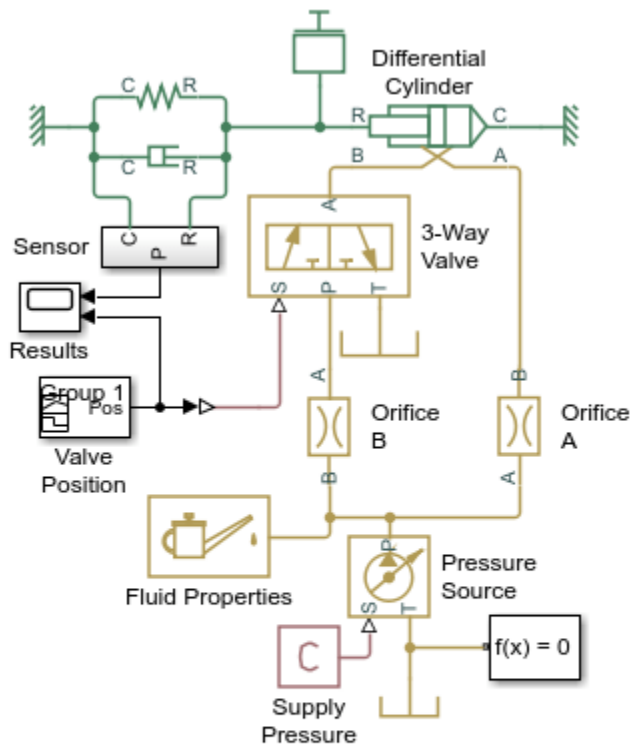 Differential
Cylinder
C R
R C
C R
B A
C R
A
Sensor
P
3-Way
Valve
S P T
Results
Group 1
Pos
A B
Orifice
B
Orifice
A
Valve
Position
B A
P
Pressure
Source
Fluid Properties
S T
f(x) = 0
C
Supply
Pressure